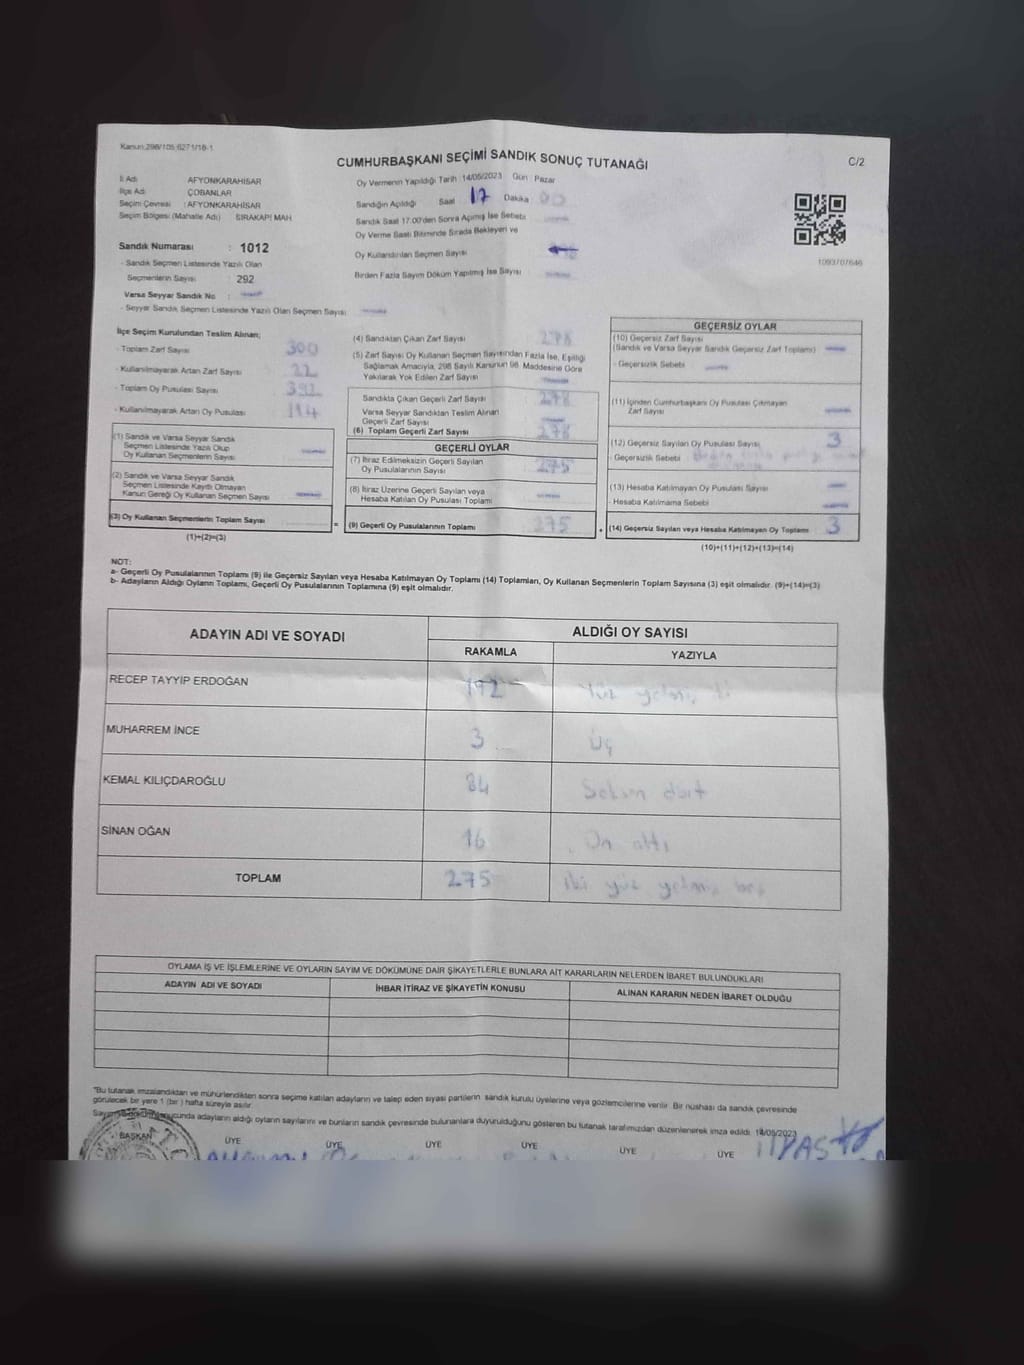 Kanun:298/105;6271/18-1
CUMHURBAŞKANI SEÇİMİ SANDIK SONUÇ TUTANAĞI
C/2
İl Adı AFYONKARAHİSAR
İlçe Adı ÇOBANLAR
Seçim Çevresi : AFYONKARAHİSAR
Seçim Bölgesi (Mahalle Adı) SIRAKAPI MAH
Sandık Numarası : 1012
- Sandık Seçmen Listesinde Yazılı Olan
Seçmenlerin Sayısı : 292
Varsa Seyyar Sandık No :
- Seyyar Sandık Seçmen Listesinde Yazılı Olan Seçmen Sayısı
Oy Vermenin Yapıldığı Tarih 14/05/2023 Gün : Pazar
Sandığın Açıldığı Saat 17 Dakika 00
Sandık Saat 17:00'den Sonra Açılmış İse Sebebi
Oy Verme Saati Bitiminde Sırada Bekleyen ve
Oy Kullandırılan Seçmen Sayısı
Birden Fazla Sayım Döküm Yapılmış İse Sayısı
1093707646
İlçe Seçim Kurulundan Teslim Alınan;
- Toplam Zarf Sayısı 300
- Kullanılmayarak Artan Zarf Sayısı 22
- Toplam Oy Pusulası Sayısı
- Kullanılmayarak Artan Oy Pusulası
(1) Sandık ve Varsa Seyyar Sandık
Seçmen Listesinde Yazılı Olup
Oy Kullanan Seçmenlerin Sayısı
(2) Sandık ve Varsa Seyyar Sandık
Seçmen Listesinde Kayıtlı Olmayan
Kanun Gereği Oy Kullanan Seçmen Sayısı
(3) Oy Kullanan Seçmenlerin Toplam Sayısı
(1)+(2)=(3)
(4) Sandıktan Çıkan Zarf Sayısı 278
(5) Zarf Sayısı Oy Kullanan Seçmen Sayısından Fazla İse, Eşitliği
Sağlamak Amacıyla, 298 Sayılı Kanunun 98. Maddesine Göre
Yakılarak Yok Edilen Zarf Sayısı
Sandıkta Çıkan Geçerli Zarf Sayısı 278
Varsa Seyyar Sandıktan Teslim Alınan
Geçerli Zarf Sayısı
(6) Toplam Geçerli Zarf Sayısı 278
=
GEÇERLİ OYLAR
(7) İtiraz Edilmeksizin Geçerli Sayılan
Oy Pusulalarının Sayısı 275
(8) İtiraz Üzerine Geçerli Sayılan veya
Hesaba Katılan Oy Pusulası Toplamı
(9) Geçerli Oy Pusulalarının Toplamı 275
+
GEÇERSİZ OYLAR
(10) Geçersiz Zarf Sayısı
(Sandık ve Varsa Seyyar Sandık Geçersiz Zarf Toplamı)
- Geçersizlik Sebebi
(11) İçinden Cumhurbaşkanı Oy Pusulası Çıkmayan
Zarf Sayısı
(12) Geçersiz Sayılan Oy Pusulası Sayısı 3
- Geçersizlik Sebebi
(13) Hesaba Katılmayan Oy Pusulası Sayısı
- Hesaba Katılmama Sebebi
(14) Geçersiz Sayılan veya Hesaba Katılmayan Oy Toplamı 3
(10)+(11)+(12)+(13)=(14)
NOT:
a- Geçerli Oy Pusulalarının Toplamı (9) ile Geçersiz Sayılan veya Hesaba Katılmayan Oy Toplamı (14) Toplamları, Oy Kullanan Seçmenlerin Toplam Sayısına (3) eşit olmalıdır. (9)+(14)=(3)
b- Adayların Aldığı Oyların Toplamı, Geçerli Oy Pusulalarının Toplamına (9) eşit olmalıdır.
ADAYIN ADI VE SOYADI
ALDIĞI OY SAYISI
RAKAMLA
YAZIYLA
RECEP TAYYİP ERDOĞAN
MUHARREM İNCE 3 Üç
KEMAL KILIÇDAROĞLU 84 Seksen dört
SİNAN OĞAN 16 On altı
TOPLAM 275 iki yüz yetmiş beş
OYLAMA İŞ VE İŞLEMLERİNE VE OYLARIN SAYIM VE DÖKÜMÜNE DAİR ŞİKAYETLERLE BUNLARA AİT KARARLARIN NELERDEN İBARET BULUNDUKLARI
ADAYIN ADI VE SOYADI
İHBAR İTİRAZ VE ŞİKAYETİN KONUSU
ALINAN KARARIN NEDEN İBARET OLDUĞU
*Bu tutanak imzalandıktan ve mühürlendikten sonra seçime katılan adayların ve talep eden siyasi partilerin sandık kurulu üyelerine veya gözlemcilerine verilir. Bir nüshası da sandık çevresinde
görülecek bir yere 1 (bir ) hafta süreyle asılır.
adayların aldığı oyların sayılarını ve bunların sandık çevresinde bulunanlara duyurulduğunu gösteren bu tutanak tarafımızdan düzenlenerek imza edildi. 14/05/2023
BAŞKAN ÜYE ÜYE ÜYE ÜYE ÜYE ÜYE